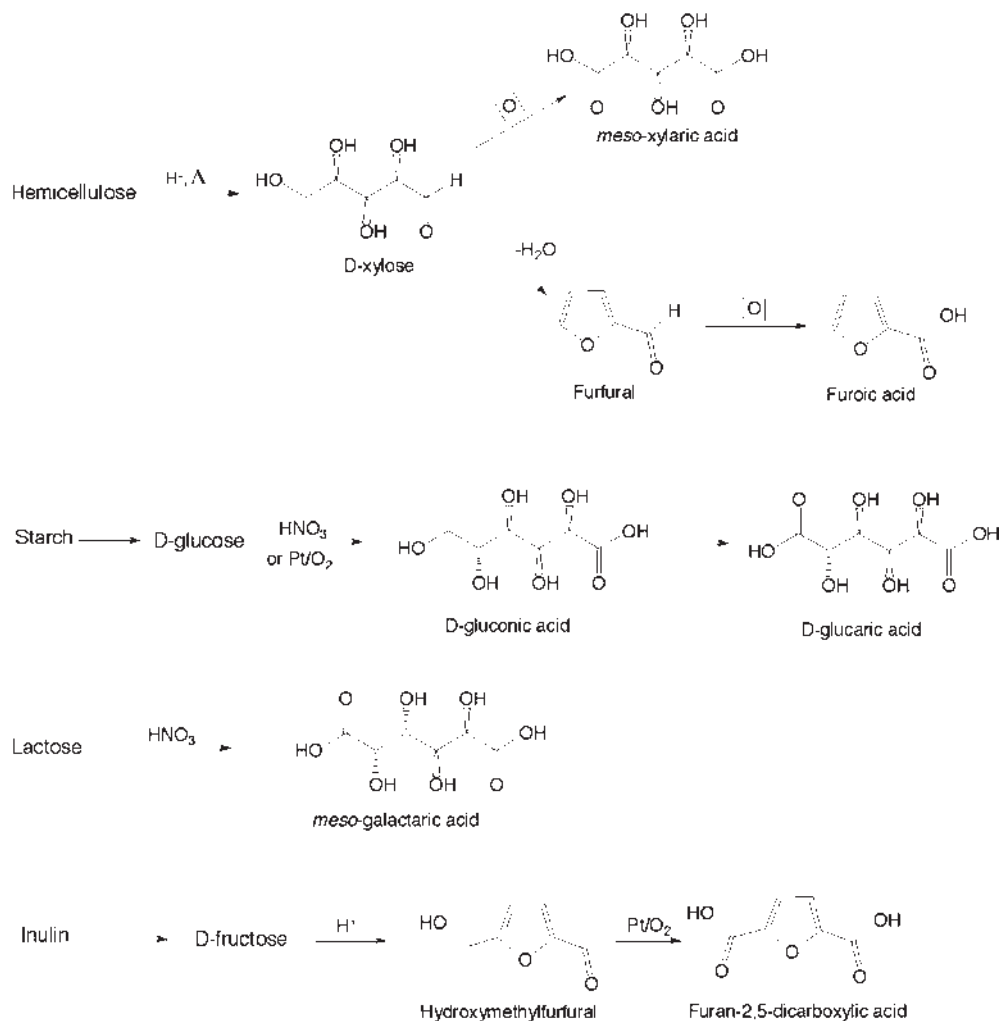 OH OH
HO OH
O OH O
meso-xylaric acid
|O|
OH OH
HO H
OH O
D-xylose
Hemicellulose H+, Δ
-H₂O
H
O
O
Furfural
|O|
OH
O
O
Furoic acid
Starch D-glucose HNO₃
or Pt/O₂
OH OH
HO OH
OH OH O
D-gluconic acid
O OH OH
HO OH
OH OH O
D-glucaric acid
Lactose HNO₃
O OH OH
HO OH
OH OH O
meso-galactaric acid
Inulin D-fructose H+
HO
O
O
Hydroxymethylfurfural
Pt/O₂
HO OH
O O O
Furan-2,5-dicarboxylic acid